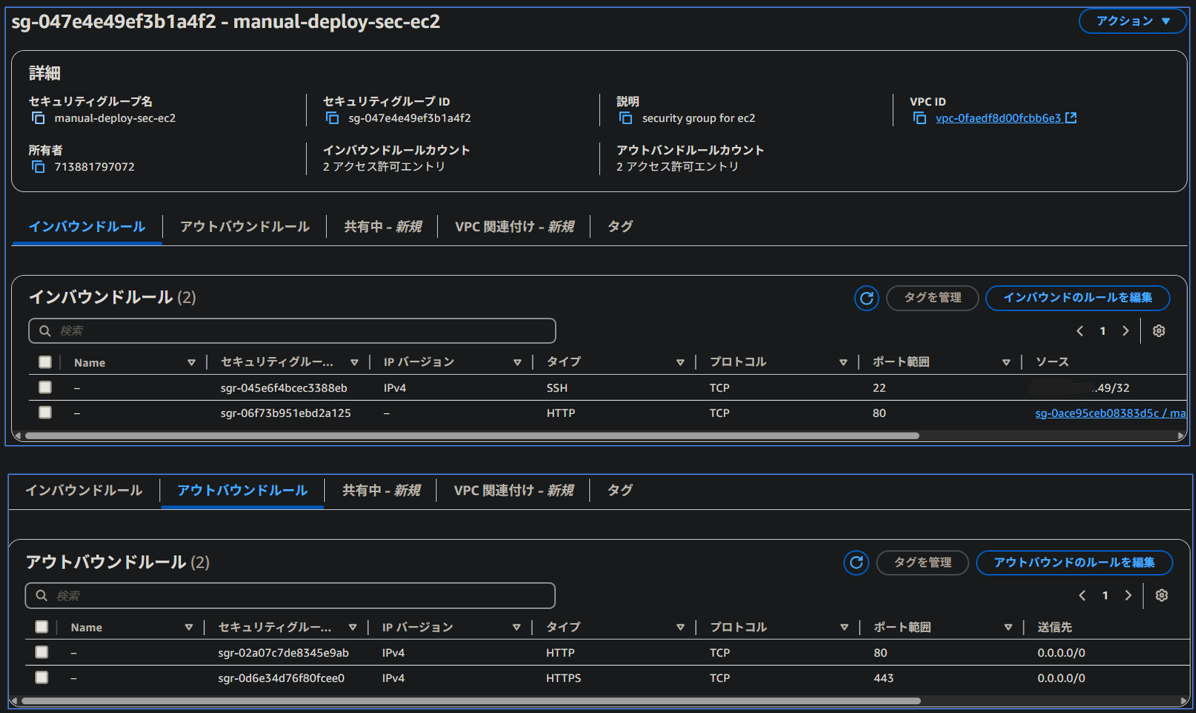 sg-047e4e49ef3b1a4f2 - manual-deploy-sec-ec2
アクション ▼
詳細
セキュリティグループ名
manual-deploy-sec-ec2
セキュリティグループ ID
sg-047e4e49ef3b1a4f2
説明
security group for ec2
VPC ID
vpc-0faedf8d00fcbb6e3
所有者
713881797072
インバウンドルールカウント
2 アクセス許可エントリ
アウトバンドルールカウント
2 アクセス許可エントリ
インバウンドルール
アウトバウンドルール
共有中 – 新規
VPC 関連付け – 新規
タグ
インバウンドルール (2)
タグを管理
インバウンドのルールを編集
検索
1
Name セキュリティグルー... IP バージョン タイプ プロトコル ポート範囲 ソース
– sgr-045e6f4bcec3388eb IPv4 SSH TCP 22 .49/32
– sgr-06f73b951ebd2a125 – HTTP TCP 80 sg-0ace95ceb08383d5c / ma
インバウンドルール
アウトバウンドルール
共有中 – 新規
VPC 関連付け – 新規
タグ
アウトバウンドルール (2)
タグを管理
アウトバウンドのルールを編集
検索
1
Name セキュリティグルー... IP バージョン タイプ プロトコル ポート範囲 送信先
– sgr-02a07c7de8345e9ab IPv4 HTTP TCP 80 0.0.0.0/0
– sgr-0d6e34d76f80fcee0 IPv4 HTTPS TCP 443 0.0.0.0/0